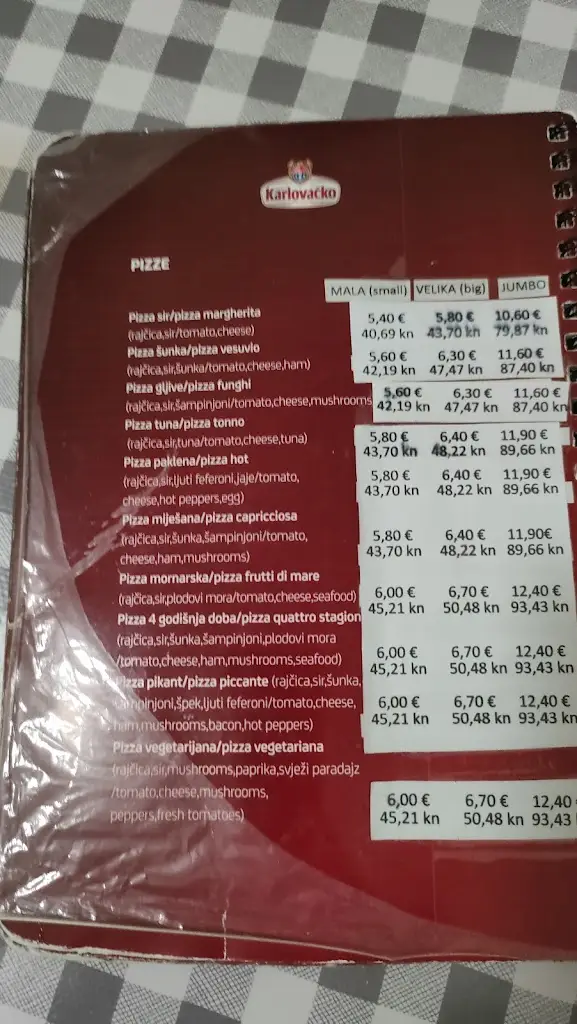 Karlovačko
PIZZE
MALA (small) VELIKA (big) JUMBO
Pizza sir/pizza margherita 5,40 € 5,80 € 10,60 €
(rajčica,sir/tomato,cheese) 40,69 kn 43,70 kn 79,87 kn
Pizza šunka/pizza vesuvio 5,60 € 6,30 € 11,60 €
(rajčica,sir,šunka/tomato,cheese,ham) 42,19 kn 47,47 kn 87,40 kn
Pizza gljive/pizza funghi 5,60 € 6,30 € 11,60 €
(rajčica,sir,šampinjoni/tomato,cheese,mushrooms 42,19 kn 47,47 kn 87,40 kn
Pizza tuna/pizza tonno 5,80 € 6,40 € 11,90 €
(rajčica,sir,tuna/tomato,cheese,tuna) 43,70 kn 48,22 kn 89,66 kn
Pizza paklena/pizza hot 5,80 € 6,40 € 11,90 €
(rajčica,sir,ljuti feferoni,jaje/tomato, 43,70 kn 48,22 kn 89,66 kn
cheese,hot peppers,egg)
Pizza miješana/pizza capricciosa 5,80 € 6,40 € 11,90€
(rajčica,sir,šunka,šampinjoni/tomato, 43,70 kn 48,22 kn 89,66 kn
cheese,ham,mushrooms)
Pizza mornarska/pizza frutti di mare 6,00 € 6,70 € 12,40 €
(rajčica,sir,plodovi mora/tomato,cheese,seafood) 45,21 kn 50,48 kn 93,43 kn
Pizza 4 godišnja doba/pizza quattro stagion
(rajčica,sir,šunka,šampinjoni,plodovi mora 6,00 € 6,70 € 12,40 €
/tomato,cheese,ham,mushrooms,seafood) 45,21 kn 50,48 kn 93,43 kn
Pizza pikant/pizza piccante (rajčica,sir,šunka, 6,00 € 6,70 € 12,40 €
šampinjoni,špek,ljuti feferoni/tomato,cheese, 45,21 kn 50,48 kn 93,43 kn
ham,mushrooms,bacon,hot peppers)
Pizza vegetarijana/pizza vegetariana
(rajčica,sir,mushrooms,paprika,svježi paradajz
/tomato,cheese,mushrooms, 6,00 € 6,70 € 12,40
peppers,fresh tomatoes) 45,21 kn 50,48 kn 93,43